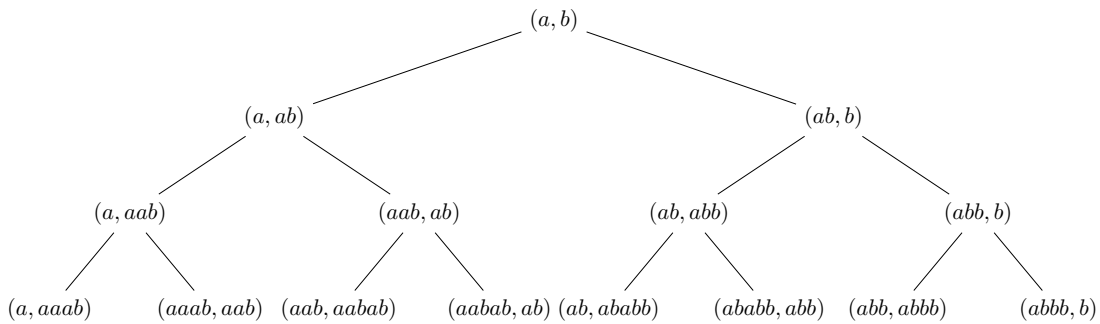 (a, b)
(a, ab) (ab, b)
(a, aab) (aab, ab) (ab, abb) (abb, b)
(a, aaab) (aaab, aab) (aab, aabab) (aabab, ab) (ab, ababb) (ababb, abb) (abb, abbb) (abbb, b)